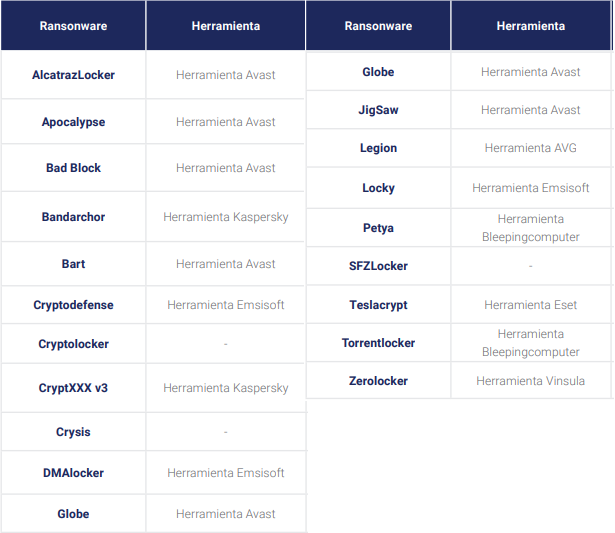 Ransonware Herramienta
AlcatrazLocker Herramienta Avast
Apocalypse Herramienta Avast
Bad Block Herramienta Avast
Bandarchor Herramienta Kaspersky
Bart Herramienta Avast
Cryptodefense Herramienta Emsisoft
Cryptolocker -
CryptXXX v3 Herramienta Kaspersky
Crysis -
DMAlocker Herramienta Emsisoft
Globe Herramienta Avast
Ransonware Herramienta
Globe Herramienta Avast
JigSaw Herramienta Avast
Legion Herramienta AVG
Locky Herramienta Emsisoft
Petya Herramienta
Bleepingcomputer
SFZLocker -
Teslacrypt Herramienta Eset
Torrentlocker Herramienta
Bleepingcomputer
Zerolocker Herramienta Vinsula